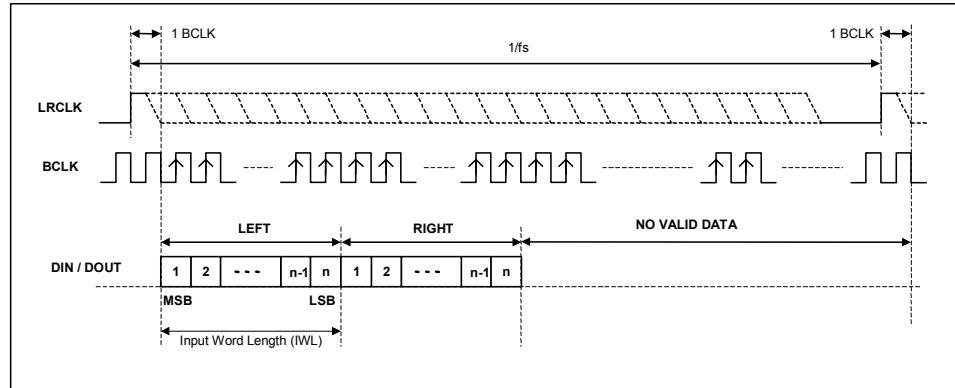 1 BCLK 1 BCLK
1/fs
LRCLK
BCLK
LEFT RIGHT NO VALID DATA
DIN / DOUT 1 2 - - - n-1 n 1 2 - - - n-1 n
MSB LSB
Input Word Length (IWL)